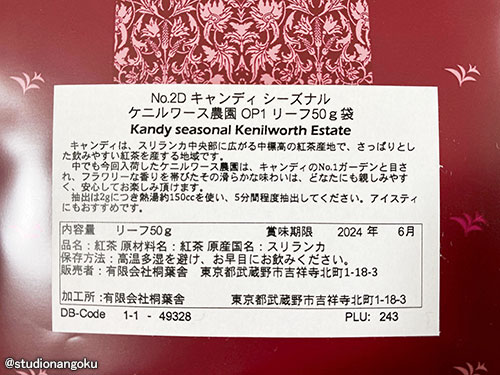 No.2D キャンディ シーズナル
ケニルワース農園 OP1 リーフ50g袋
Kandy seasonal Kenilworth Estate
キャンディは、スリランカ中央部に広がる中標高の紅茶産地で、さっぱりとし
た飲みやすい紅茶を産する地域です。
中でも今回入荷したケニルワース農園は、キャンディのNo.1ガーデンと目さ
れ、フラワリーな香りを帯びたその滑らかな味わいは、どなたにも親しみやす
く、安心してお楽しみ頂けます。
抽出は2gにつき熱湯約150ccを使い、5分間程度抽出してください。アイスティ
にもおすすめです。
内容量 リーフ50g 賞味期限 2024 年 6月
品名：紅茶 原材料名：紅茶 原産国名：スリランカ
保存方法：高温多湿を避け、お早目にお飲みください。
販売者：有限会社桐葉舎 東京都武蔵野市吉祥寺北町1-18-3
加工所：有限会社桐葉舎 東京都武蔵野市吉祥寺北町1-18-3
DB-Code 1-1 - 49328 PLU: 243
@studionangoku